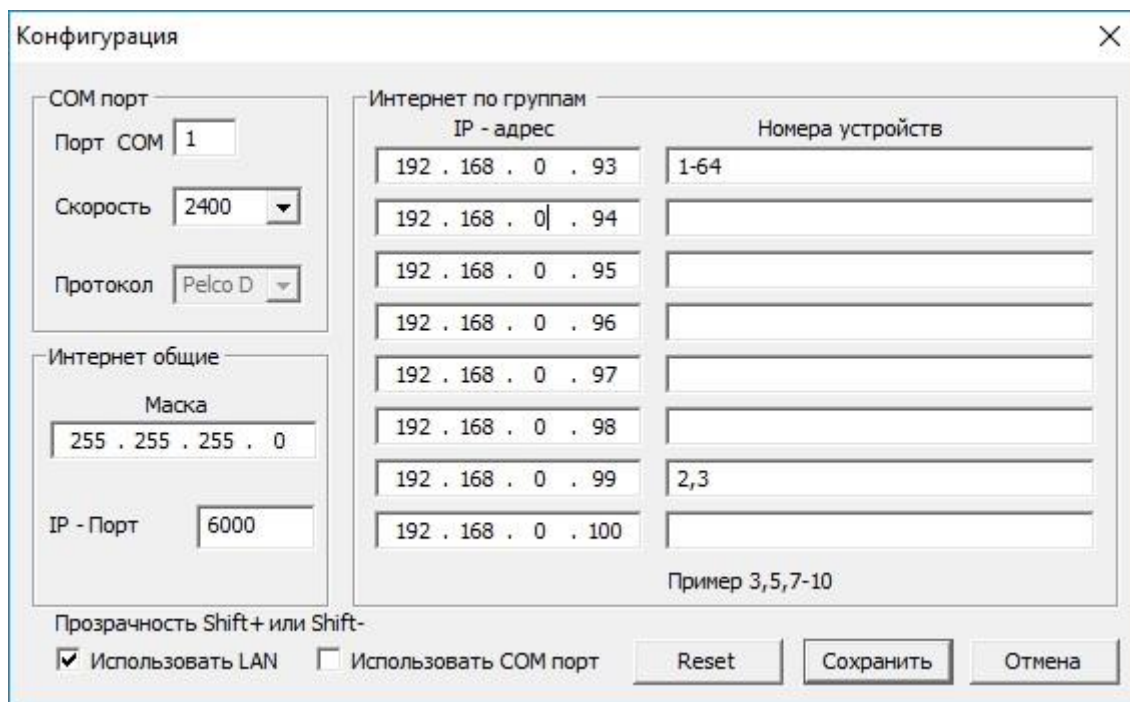 Конфигурация
COM порт
Порт COM 1
Скорость 2400
Протокол Pelco D
Интернет общие
Маска
255 . 255 . 255 . 0
IP - Порт 6000
Интернет по группам
IP - адрес Номера устройств
192 . 168 . 0 . 93 1-64
192 . 168 . 0 . 94
192 . 168 . 0 . 95
192 . 168 . 0 . 96
192 . 168 . 0 . 97
192 . 168 . 0 . 98
192 . 168 . 0 . 99 2,3
192 . 168 . 0 . 100
Пример 3,5,7-10
Прозрачность Shift+ или Shift-
Использовать LAN Использовать COM порт Reset Сохранить Отмена